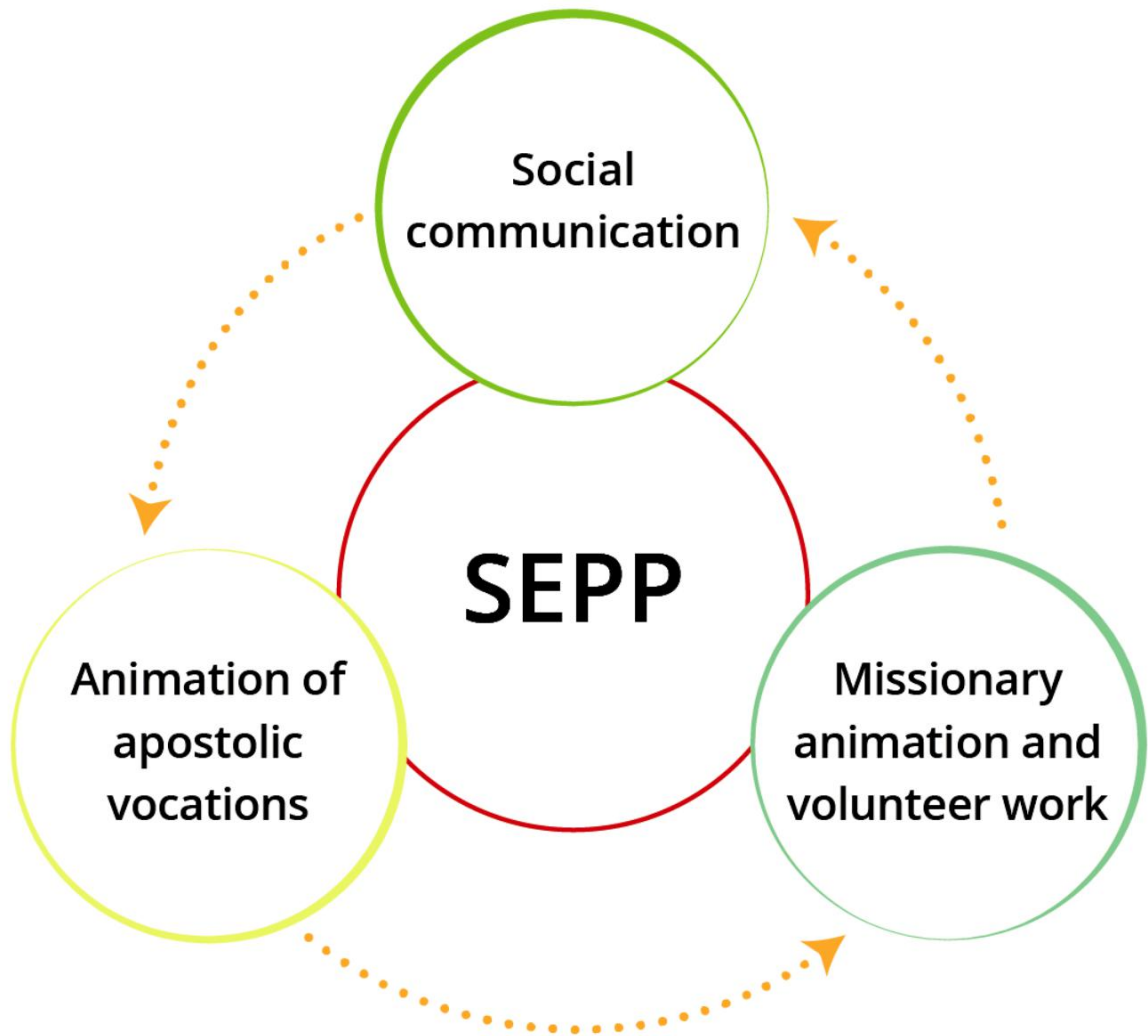 Social
communication
SEPP
Animation of
apostolic
vocations
Missionary
animation and
volunteer work